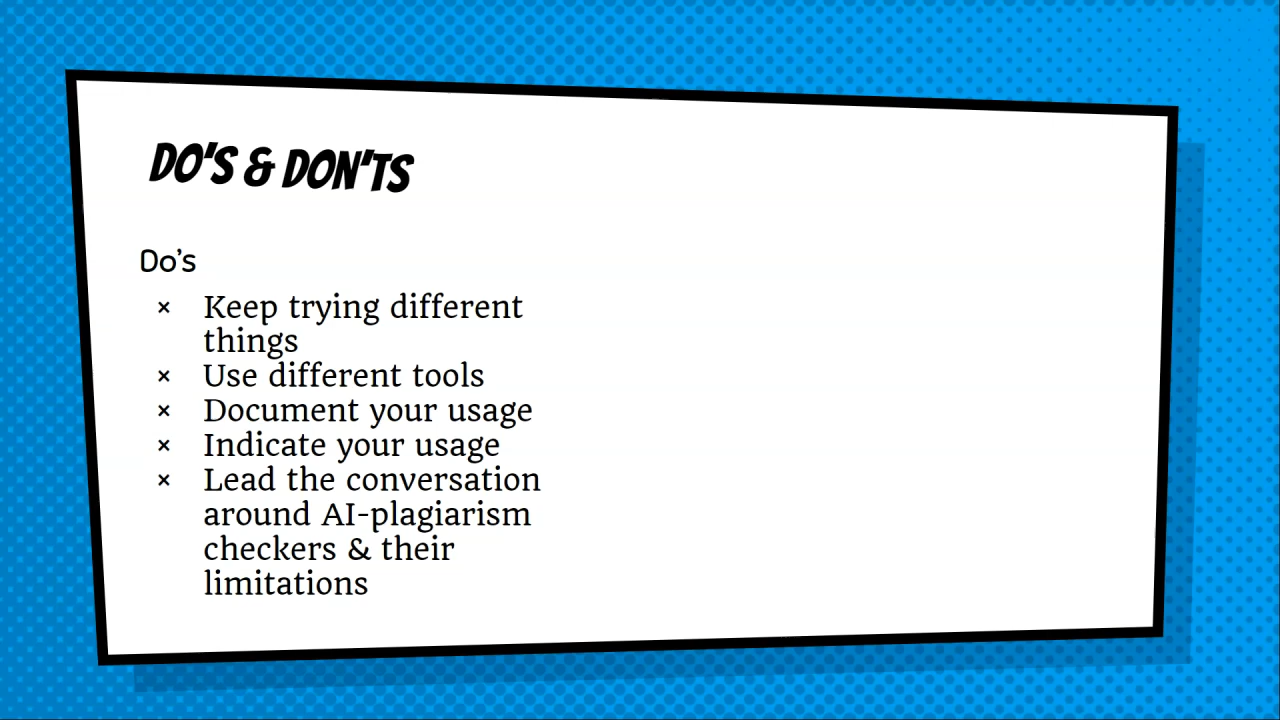 DO'S & DON'TS
Do’s
× Keep trying different
things
× Use different tools
× Document your usage
× Indicate your usage
× Lead the conversation
around AI-plagiarism
checkers & their
limitations